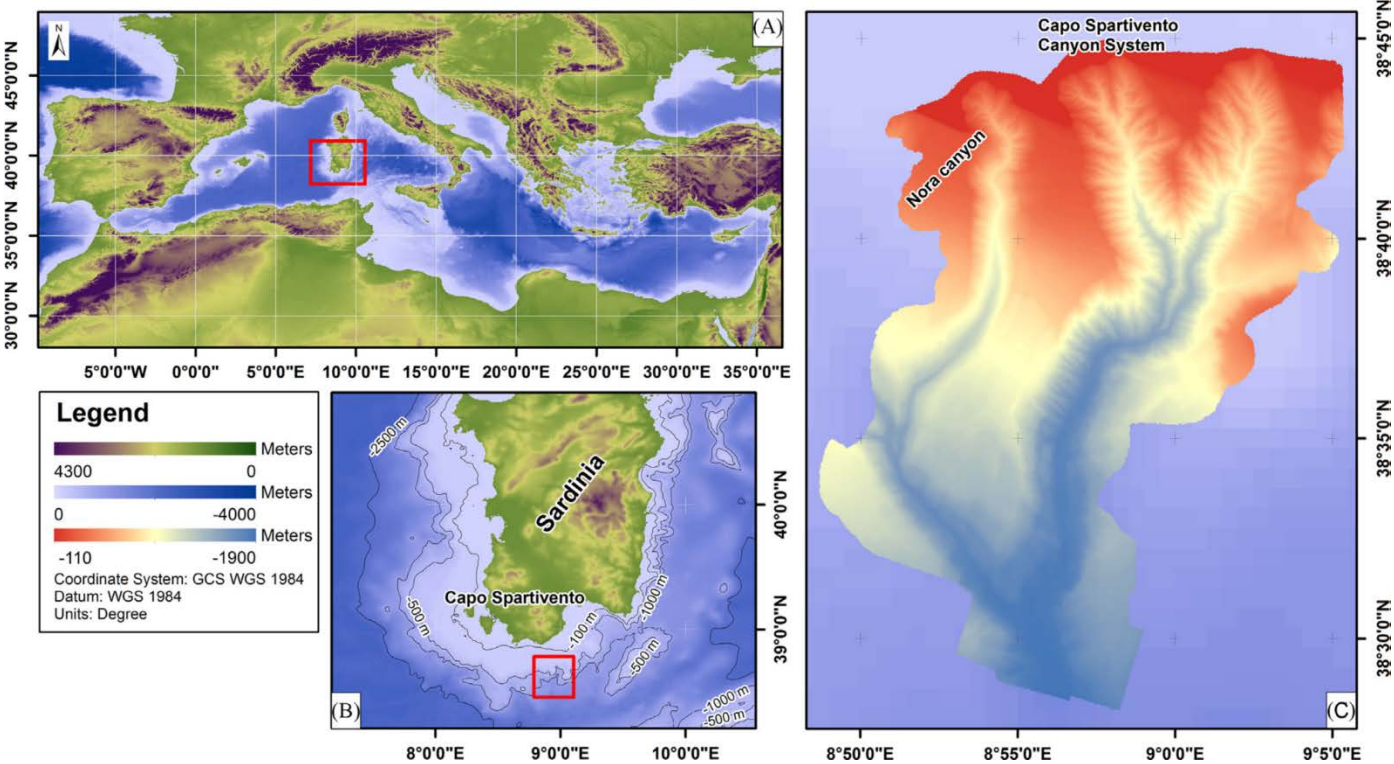 N
(A)
45°0'0"N
40°0'0"N
35°0'0"N
30°0'0"N
5°0'0"W 0°0'0" 5°0'0"E 10°0'0"E 15°0'0"E 20°0'0"E 25°0'0"E 30°0'0"E 35°0'0"E
Legend
Meters
4300 0
Meters
0 -4000
Meters
-110 -1900
Coordinate System: GCS WGS 1984
Datum: WGS 1984
Units: Degree
-2500 m
Sardinia
Capo Spartivento
-500 m
-100 m
-1000 m
-500 m
-1000 m
-500 m
(B)
40°0'0"N
39°0'0"N
8°0'0"E 9°0'0"E 10°0'0"E
Capo Spartivento
Canyon System
Nora canyon
(C)
38°45'0"N
38°40'0"N
38°35'0"N
38°30'0"N
8°50'0"E 8°55'0"E 9°0'0"E 9°50'0"E